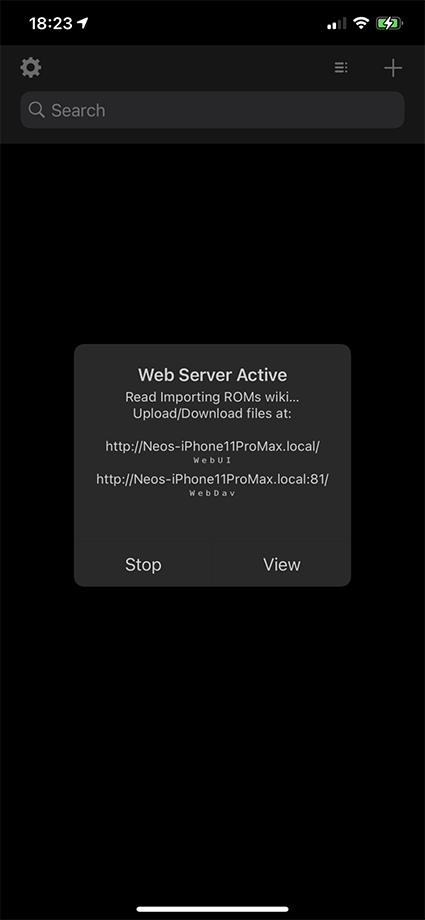 18:23
Search
Web Server Active
Read Importing ROMs wiki...
Upload/Download files at:
http://Neos-iPhone11ProMax.local/
WebUI
http://Neos-iPhone11ProMax.local:81/
WebDav
Stop
View